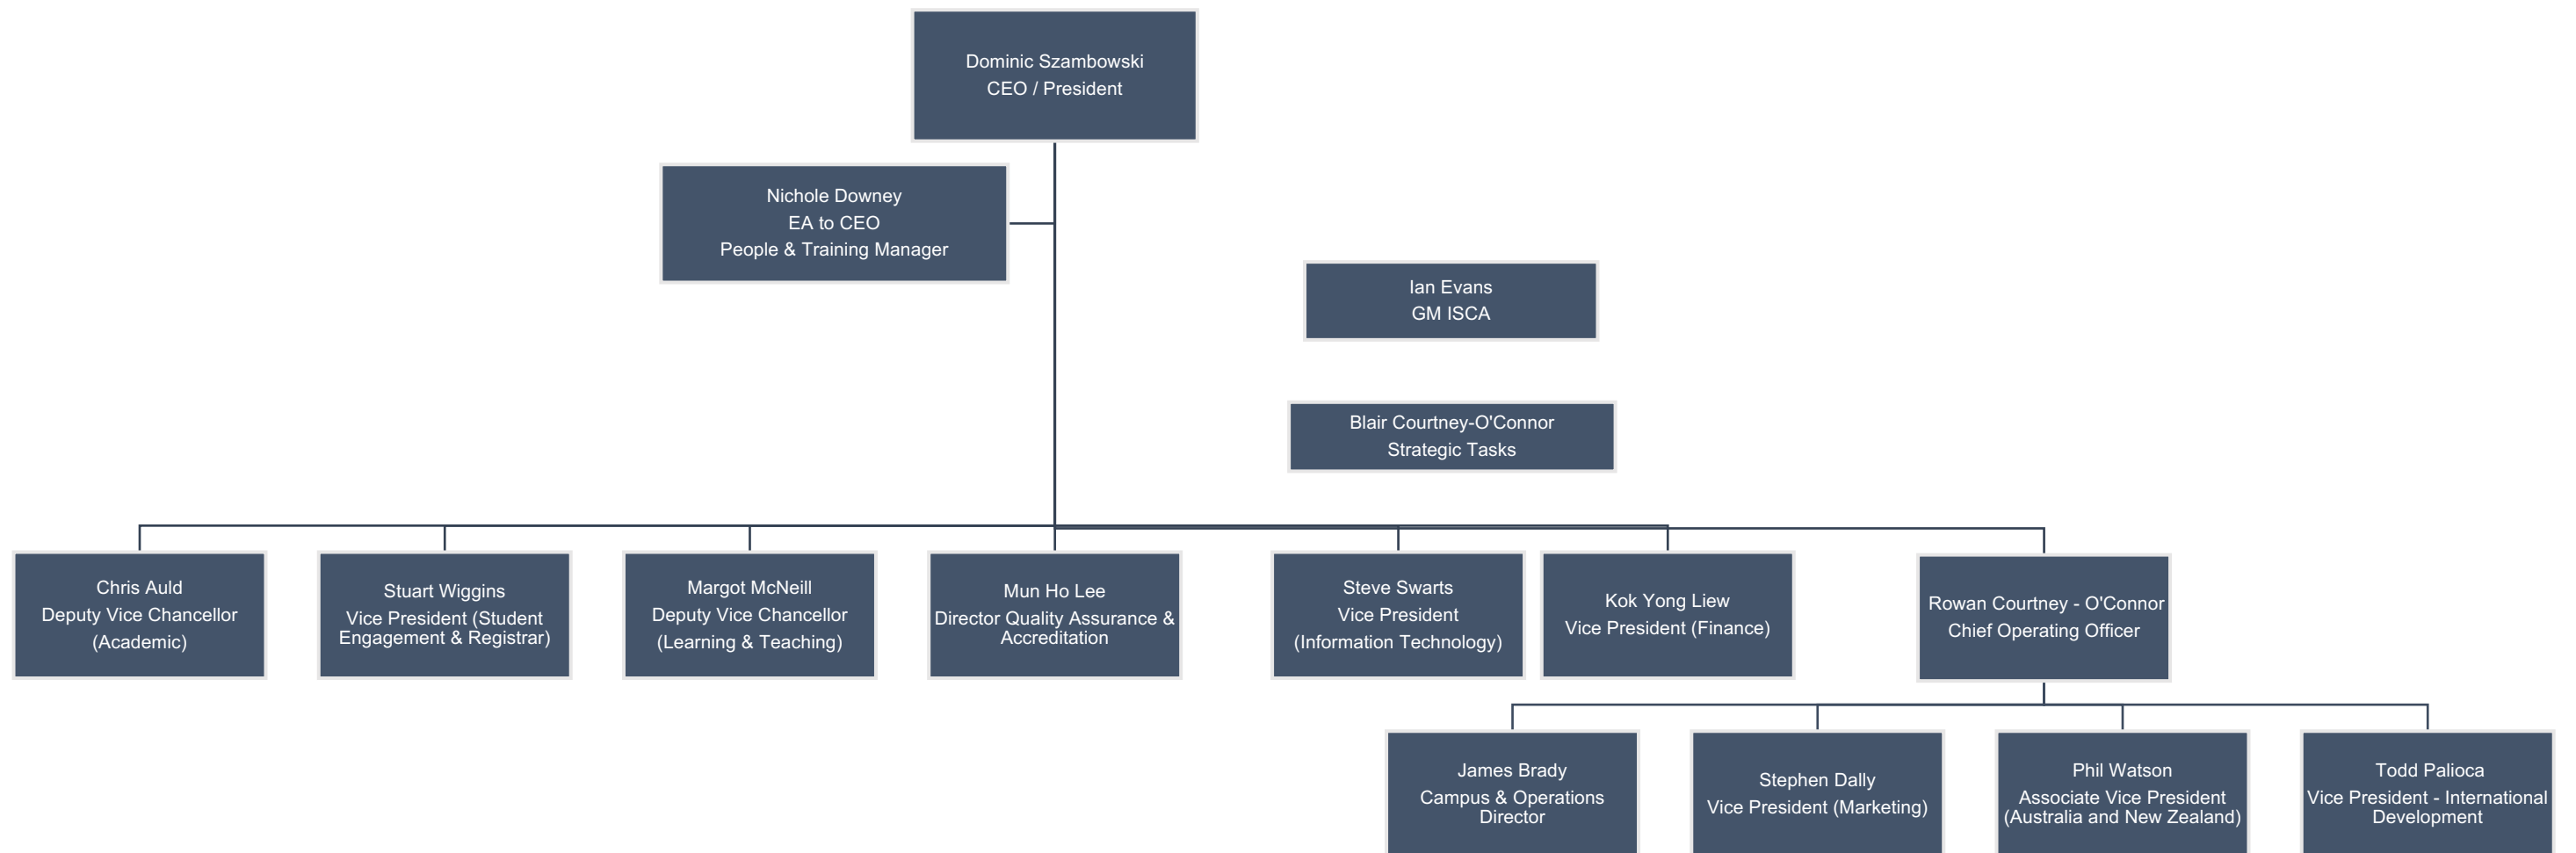 Dominic Szambowski
CEO / President
Nichole Downey
EA to CEO
People & Training Manager
Ian Evans
GM ISCA
Blair Courtney-O'Connor
Strategic Tasks
Chris Auld
Deputy Vice Chancellor
(Academic)
Stuart Wiggins
Vice President (Student
Engagement & Registrar)
Margot McNeill
Deputy Vice Chancellor
(Learning & Teaching)
Mun Ho Lee
Director Quality Assurance &
Accreditation
Steve Swarts
Vice President
(Information Technology)
Kok Yong Liew
Vice President (Finance)
Rowan Courtney - O'Connor
Chief Operating Officer
James Brady
Campus & Operations
Director
Stephen Dally
Vice President (Marketing)
Phil Watson
Associate Vice President
(Australia and New Zealand)
Todd Palioca
Vice President - International
Development